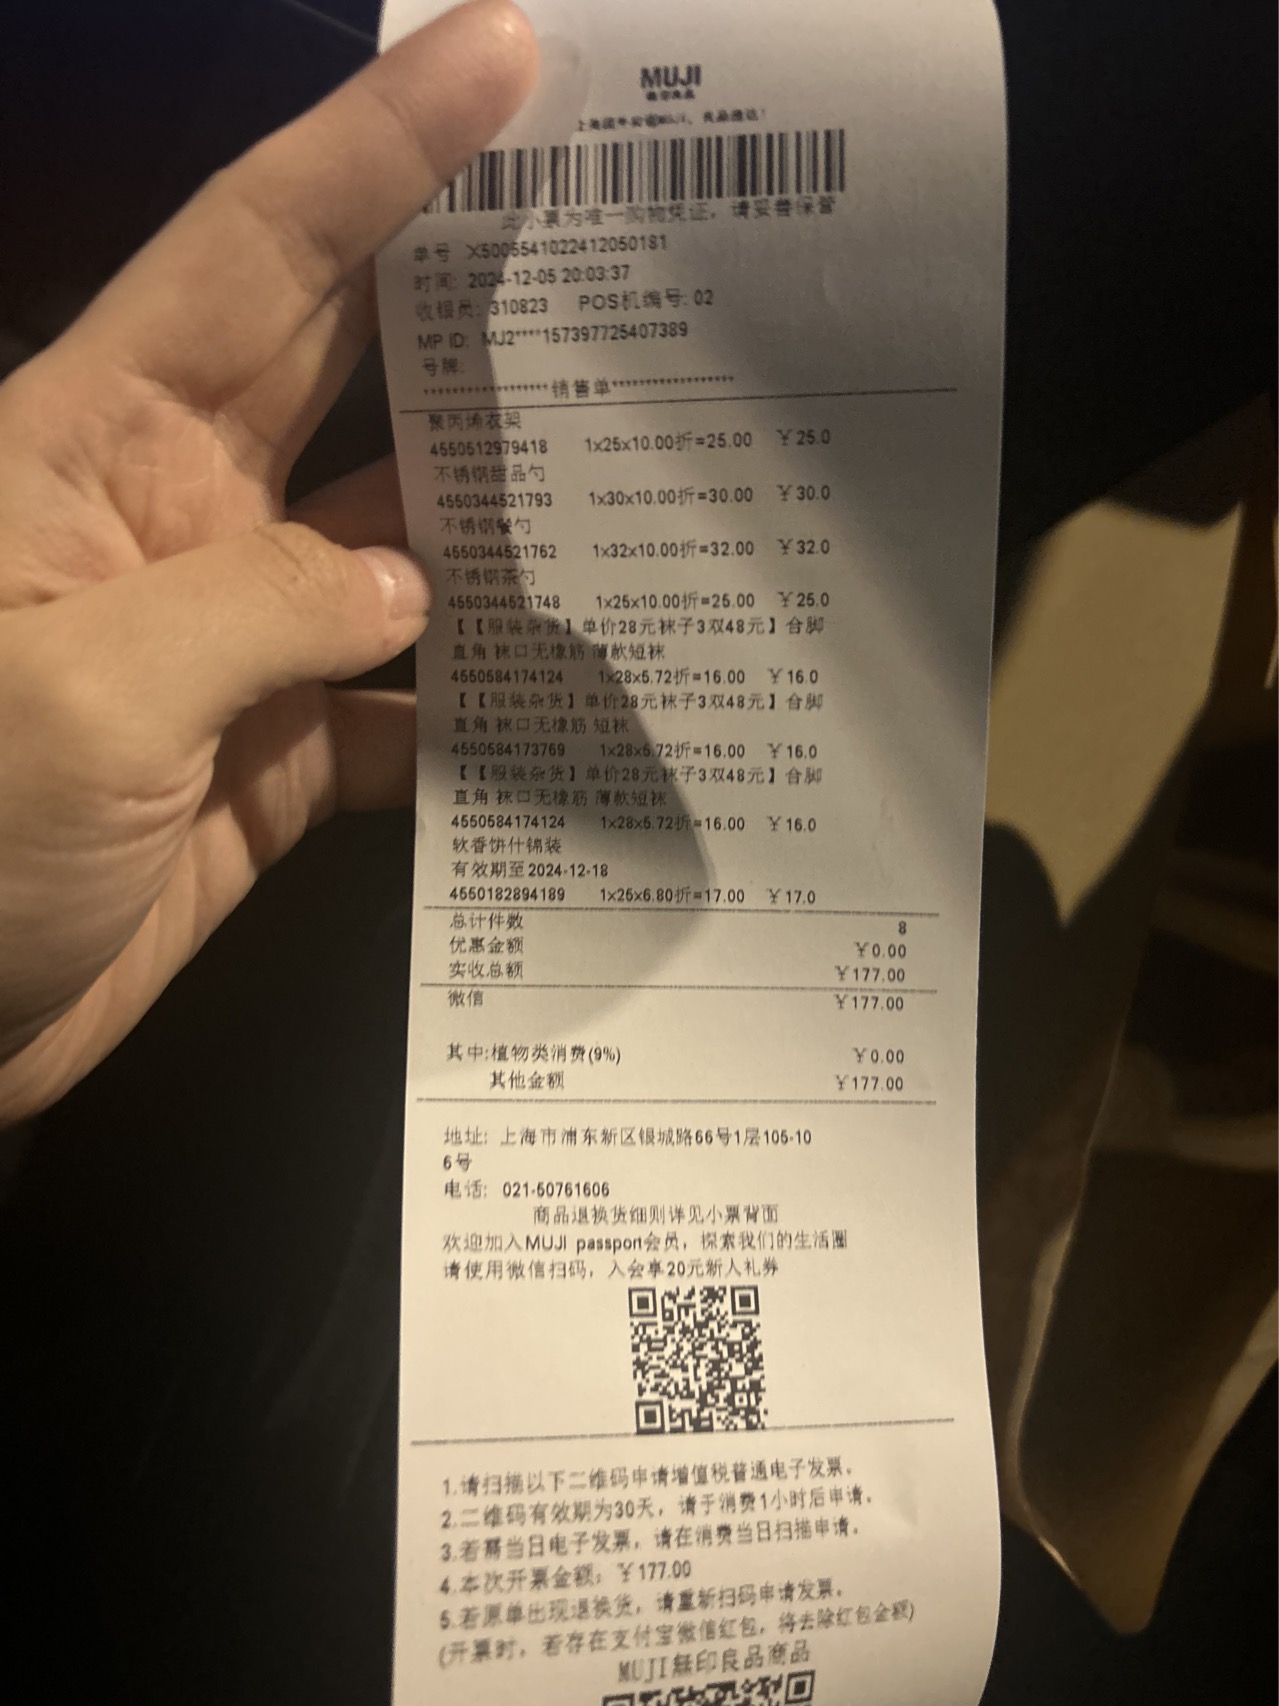 MUJI
無印良品
此小票为唯一购物凭证，请妥善保管
单号 X5005541022412050181
时间: 2024-12-05 20:03:37
收银员: 310823 POS机编号: 02
MP ID: MJ2****157397725407389
号牌:
******************销售单******************
聚丙烯衣架
4550512979418 1x25x10.00折=25.00 ￥25.0
不锈钢甜品勺
4550344521793 1x30x10.00折=30.00 ￥30.0
不锈钢餐勺
4550344521762 1x32x10.00折=32.00 ￥32.0
不锈钢茶勺
4550344521748 1x25x10.00折=25.00 ￥25.0
【【服装杂货】单价28元袜子3双48元】合脚
直角 袜口无橡筋 薄款短袜
4550584174124 1x28x5.72折=16.00 ￥16.0
【【服装杂货】单价28元袜子3双48元】合脚
直角 袜口无橡筋 短袜
4550584173769 1x28x5.72折=16.00 ￥16.0
【【服装杂货】单价28元袜子3双48元】合脚
直角 袜口无橡筋 薄款短袜
4550584174124 1x28x5.72折=16.00 ￥16.0
软香饼什锦装
有效期至2024-12-18
4550182894189 1x25x6.80折=17.00 ￥17.0
总计件数 8
优惠金额 ￥0.00
实收总额 ￥177.00
微信 ￥177.00
其中:植物类消费(9%) ￥0.00
其他金额 ￥177.00
地址: 上海市浦东新区银城路66号1层105-10
6号
电话: 021-50761606
商品退换货细则详见小票背面
欢迎加入MUJI passport会员，探索我们的生活圈
请使用微信扫码，入会享20元新人礼券
1.请扫描以下二维码申请增值税普通电子发票。
2.二维码有效期为30天，请于消费1小时后申请。
3.若需当日电子发票，请在消费当日扫描申请。
4.本次开票金额：￥177.00
5.若原单出现退换货，请重新扫码申请发票。
(开票时，若存在支付宝微信红包，将去除红包金额)
MUJI無印良品商品